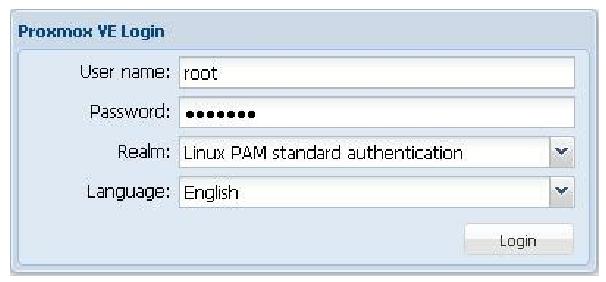 Proxmox VE Login
User name: root
Password: •••••••
Realm: Linux PAM standard authentication
Language: English
Login